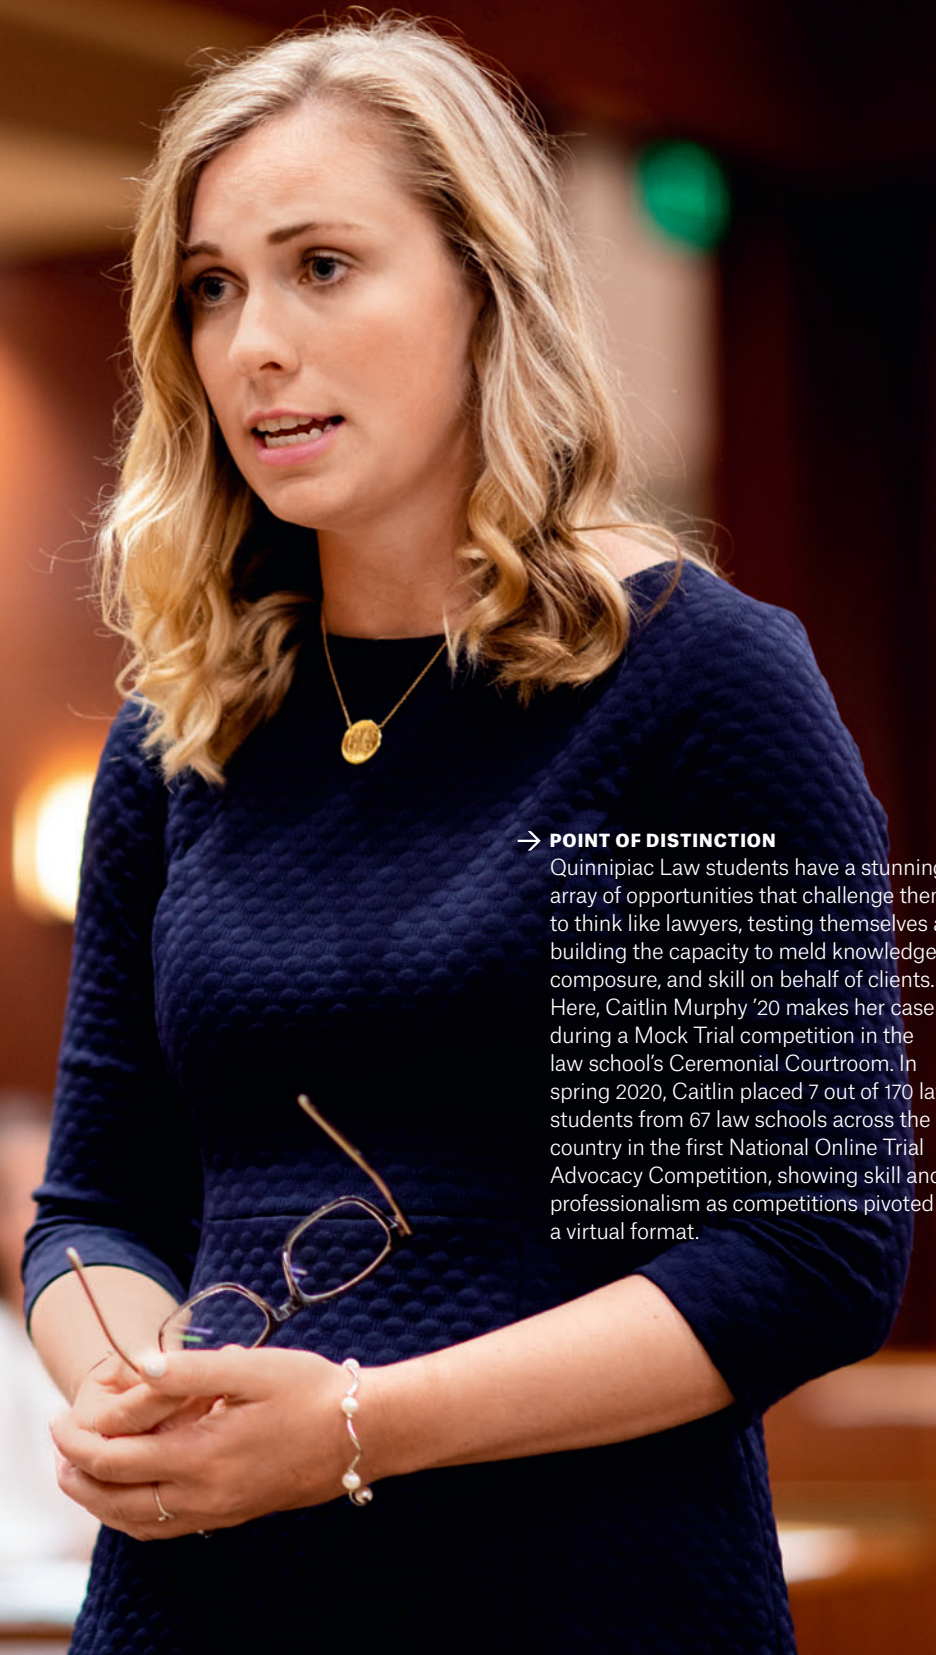 → POINT OF DISTINCTION
Quinnipiac Law students have a stunning
array of opportunities that challenge
to think like lawyers, testing themselves
building the capacity to meld knowledge
composure, and skill on behalf of clients.
Here, Caitlin Murphy ’20 makes her case
during a Mock Trial competition in the
law school’s Ceremonial Courtroom. In
spring 2020, Caitlin placed 7 out of 170
students from 67 law schools across the
country in the first National Online Trial
Advocacy Competition, showing skill and
professionalism as competitions pivoted
a virtual format.